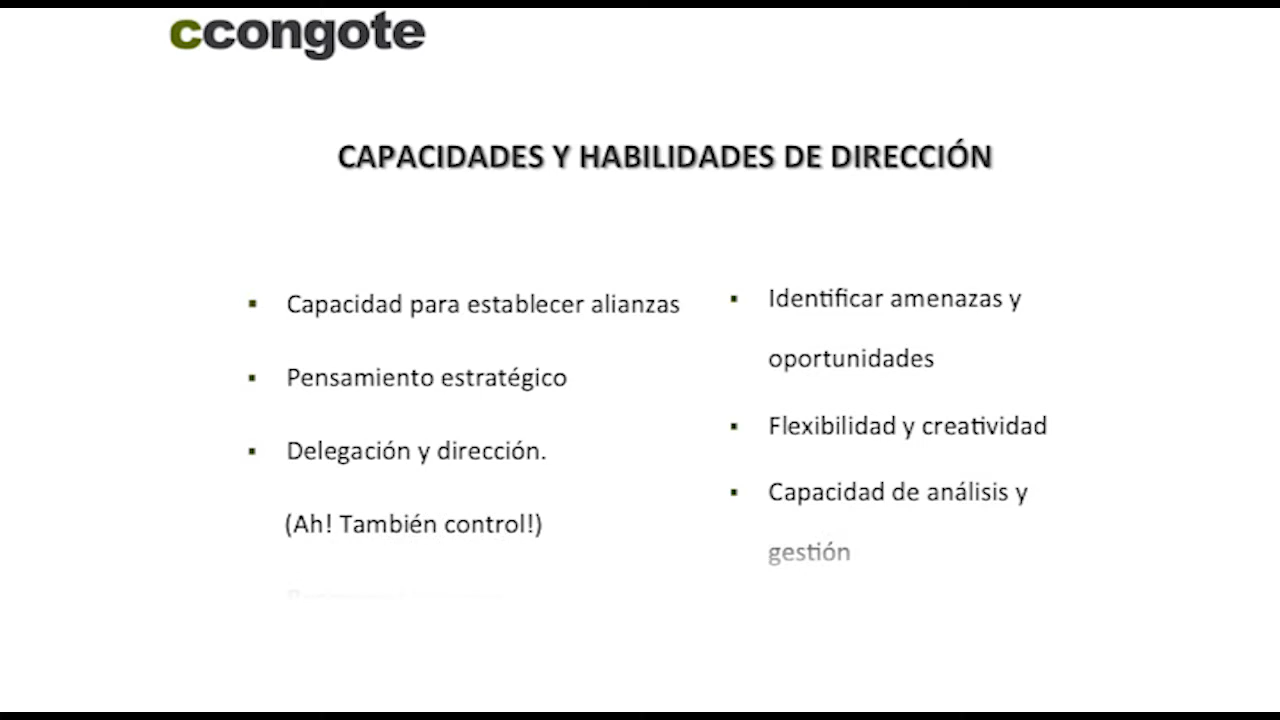 ccongote
CAPACIDADES Y HABILIDADES DE DIRECCIÓN
Capacidad para establecer alianzas
Pensamiento estratégico
Delegación y dirección.
(Ah! También control!)
Identificar amenazas y
oportunidades
Flexibilidad y creatividad
Capacidad de análisis y
gestión